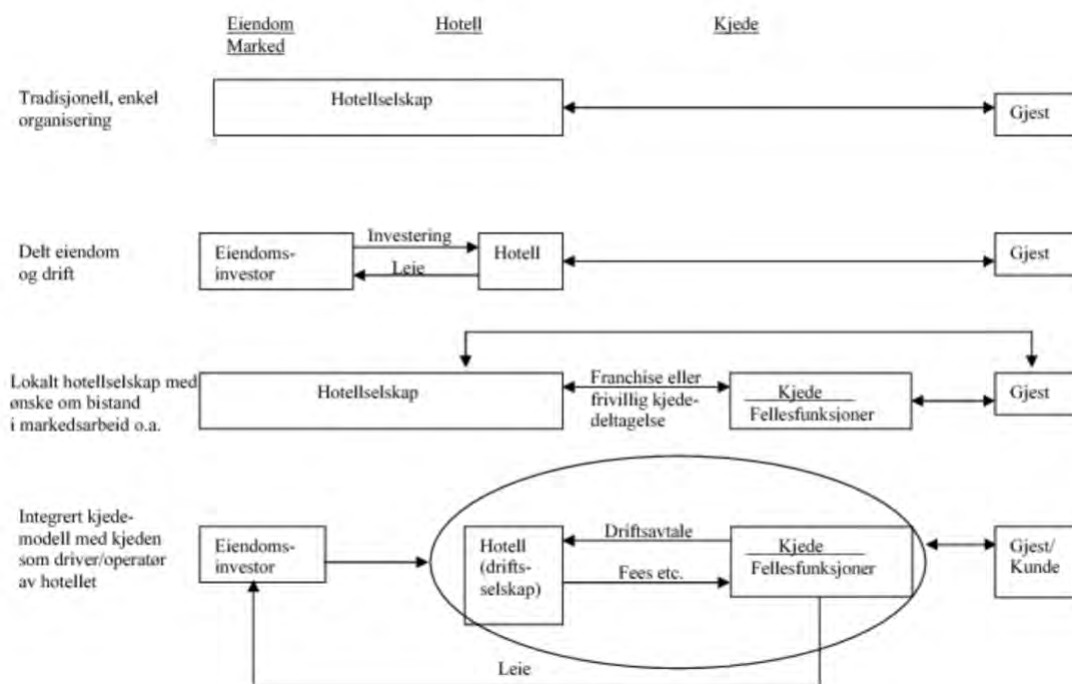 Eiendom
Marked
Hotell
Kjede
Tradisjonell, enkel
organisering
Hotellselskap
Gjest
Delt eiendom
og drift
Eiendoms-
investor
Investering
Leie
Hotell
Gjest
Lokalt hotellselskap med
ønske om bistand
i markedsarbeid o.a.
Hotellselskap
Franchise eller
frivillig kjede-
deltagelse
Kjede
Fellesfunksjoner
Gjest
Integrert kjede-
modell med kjeden
som driver/operatør
av hotellet
Eiendoms-
investor
Hotell
(drifts-
selskap)
Driftsavtale
Fees etc.
Kjede
Fellesfunksjoner
Gjest/
Kunde
Leie